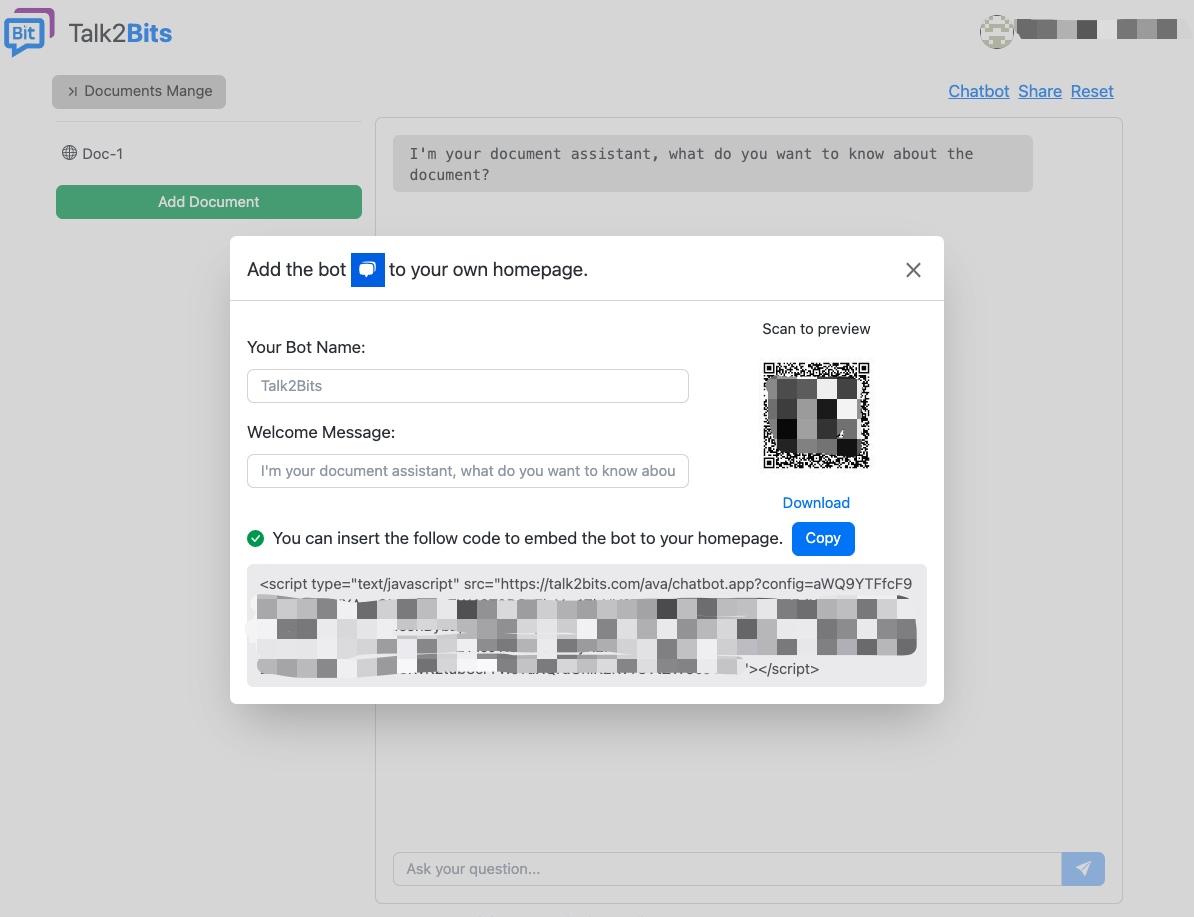 Bit Talk2Bits
Documents Mange
Chatbot Share Reset
Doc-1
Add Document
I'm your document assistant, what do you want to know about the
document?
Add the bot to your own homepage.
Scan to preview
Your Bot Name:
Talk2Bits
Welcome Message:
I'm your document assistant, what do you want to know abou
Download
You can insert the follow code to embed the bot to your homepage.
Copy
<script type="text/javascript" src="https://talk2bits.com/ava/chatbot.app?config=aWQ9YTFfcF9
'></script>
Ask your question...